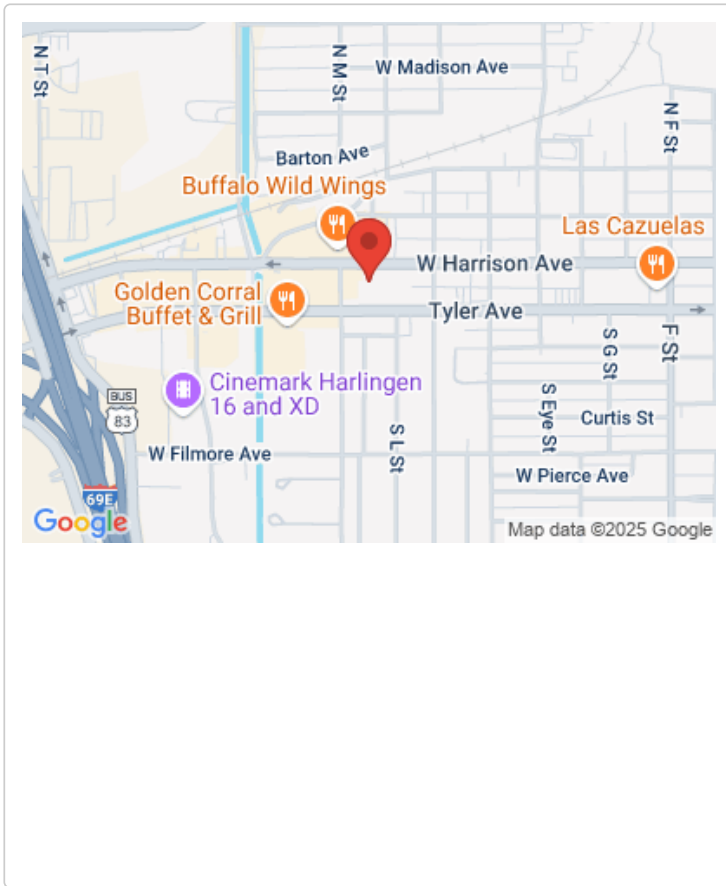 N T St
N M St
W Madison Ave
N F St
Barton Ave
Buffalo Wild Wings
Las Cazuelas
W Harrison Ave
Golden Corral
Buffet & Grill
Tyler Ave
S G St
F St
Cinemark Harlingen
16 and XD
BUS
83
S Eye St
Curtis St
S L St
W Filmore Ave
W Pierce Ave
69E
Google
Map data ©2025 Google